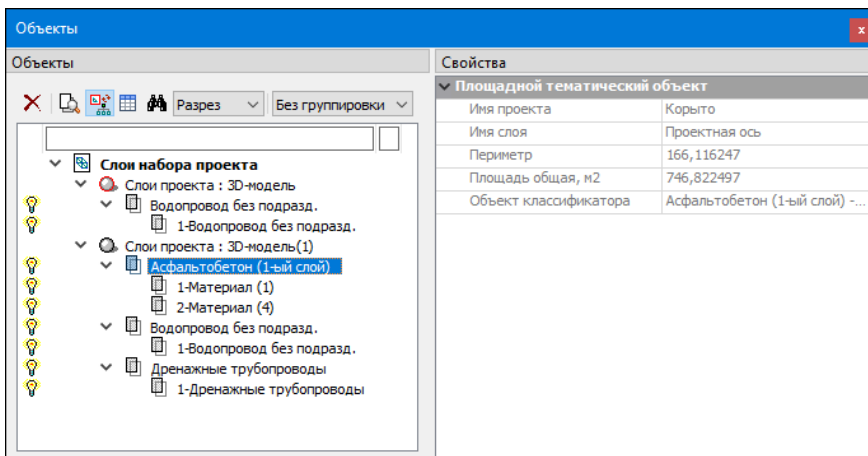 Объекты
x
Объекты
Разрез
Без группировки
Слои набора проекта
Слои проекта : 3D-модель
Водопровод без подразд.
1-Водопровод без подразд.
Слои проекта : 3D-модель(1)
Асфальтобетон (1-ый слой)
1-Материал (1)
2-Материал (4)
Водопровод без подразд.
1-Водопровод без подразд.
Дренажные трубопроводы
1-Дренажные трубопроводы
Свойства
Площадной тематический объект
Имя проекта Корыто
Имя слоя Проектная ось
Периметр 166,116247
Площадь общая, м2 746,822497
Объект классификатора Асфальтобетон (1-ый слой) -...